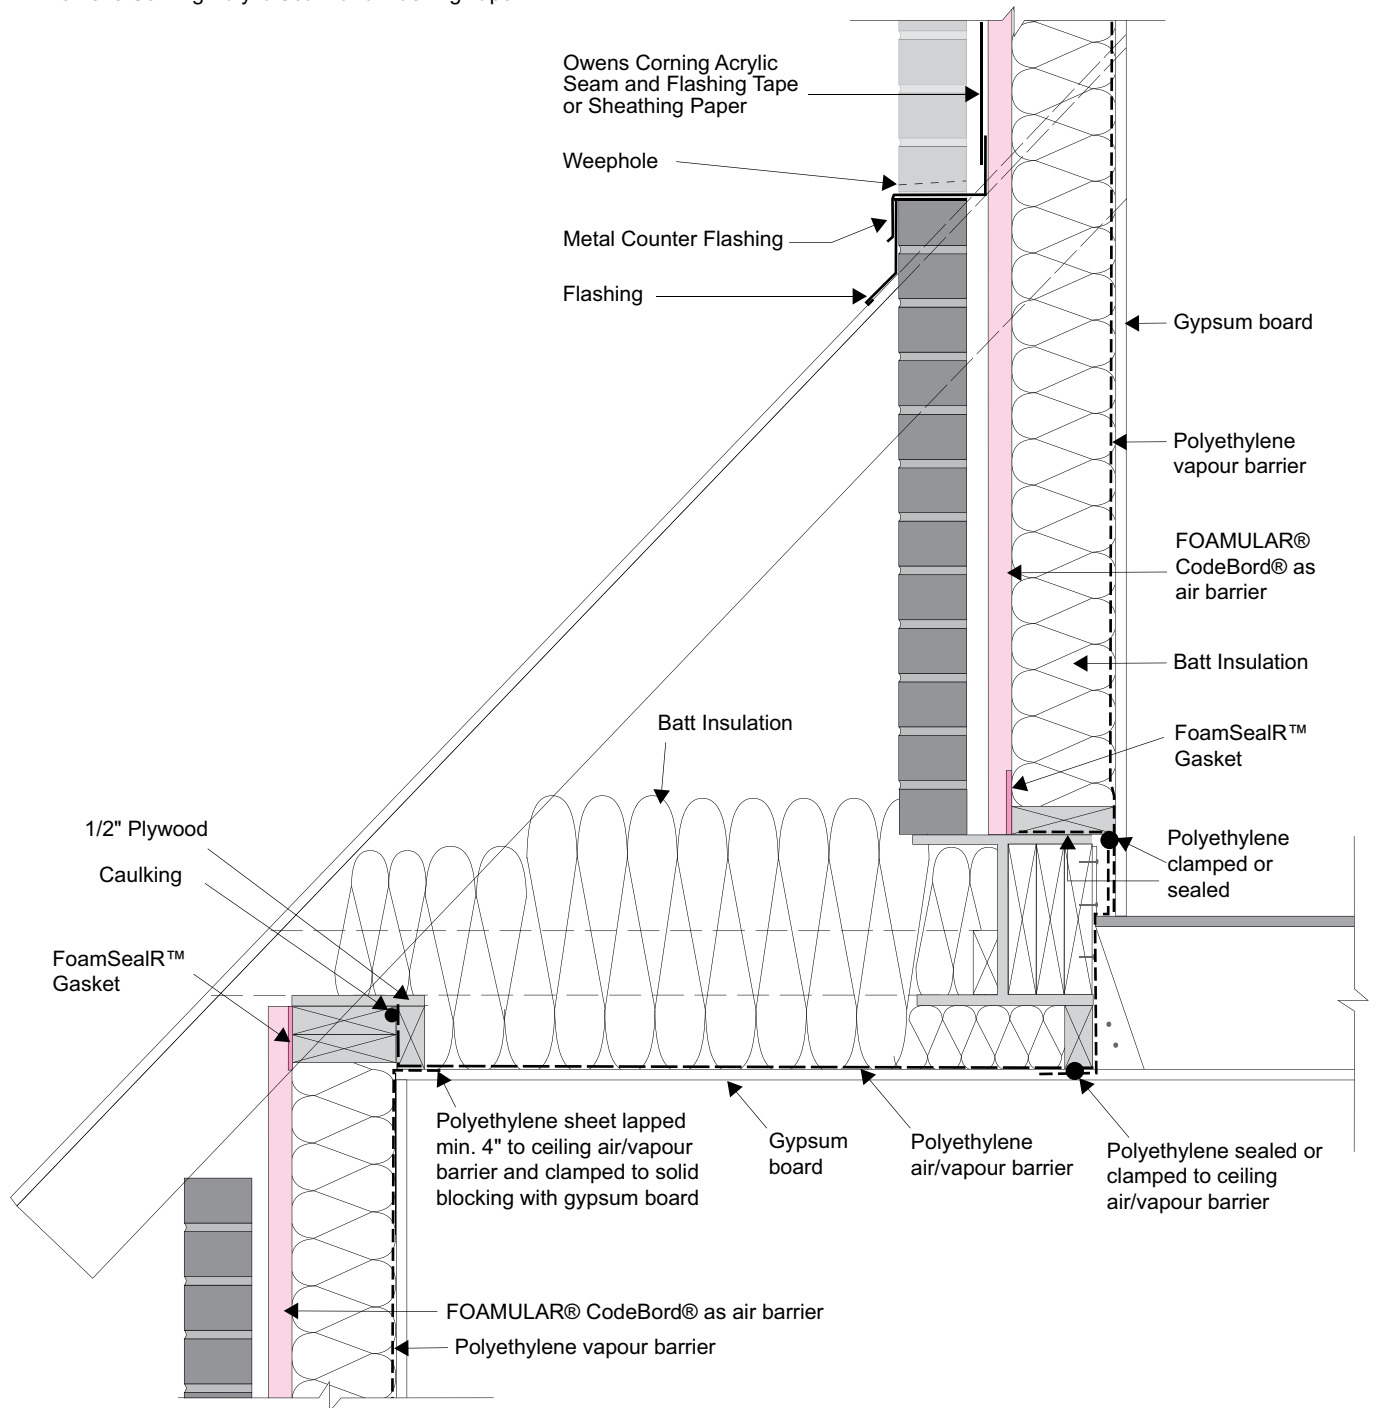 Owens Corning Acrylic
Seam and Flashing Tape
or Sheathing Paper
Weephole
Metal Counter Flashing
Flashing
Gypsum board
Polyethylene
vapour barrier
FOAMULAR®
CodeBord® as
air barrier
Batt Insulation
Batt Insulation
FoamSealR™
Gasket
1/2" Plywood
Caulking
Polyethylene
clamped or
sealed
FoamSealR™
Gasket
Polyethylene sheet lapped
min. 4" to ceiling air/vapour
barrier and clamped to solid
blocking with gypsum board
Gypsum
board
Polyethylene
air/vapour barrier
Polyethylene sealed or
clamped to ceiling
air/vapour barrier
FOAMULAR® CodeBord® as air barrier
Polyethylene vapour barrier